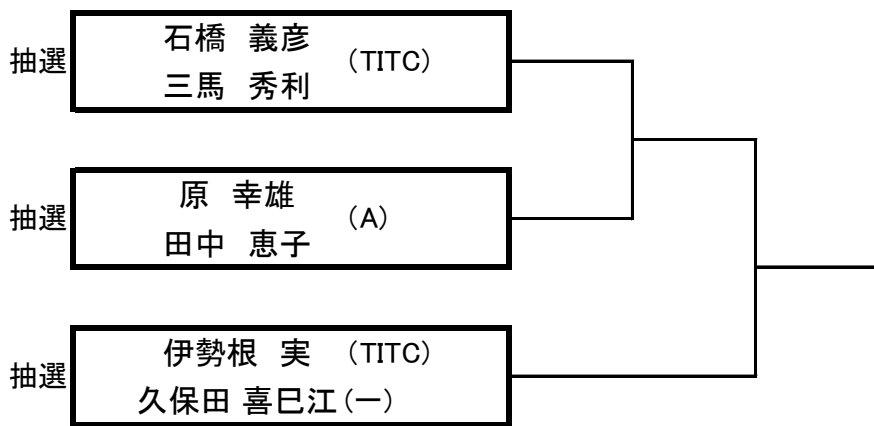 抽選
石橋　義彦
三馬　秀利
(TITC)
抽選
原　幸雄
田中　恵子
(A)
抽選
伊勢根　実　(TITC)
久保田 喜巳江(一)